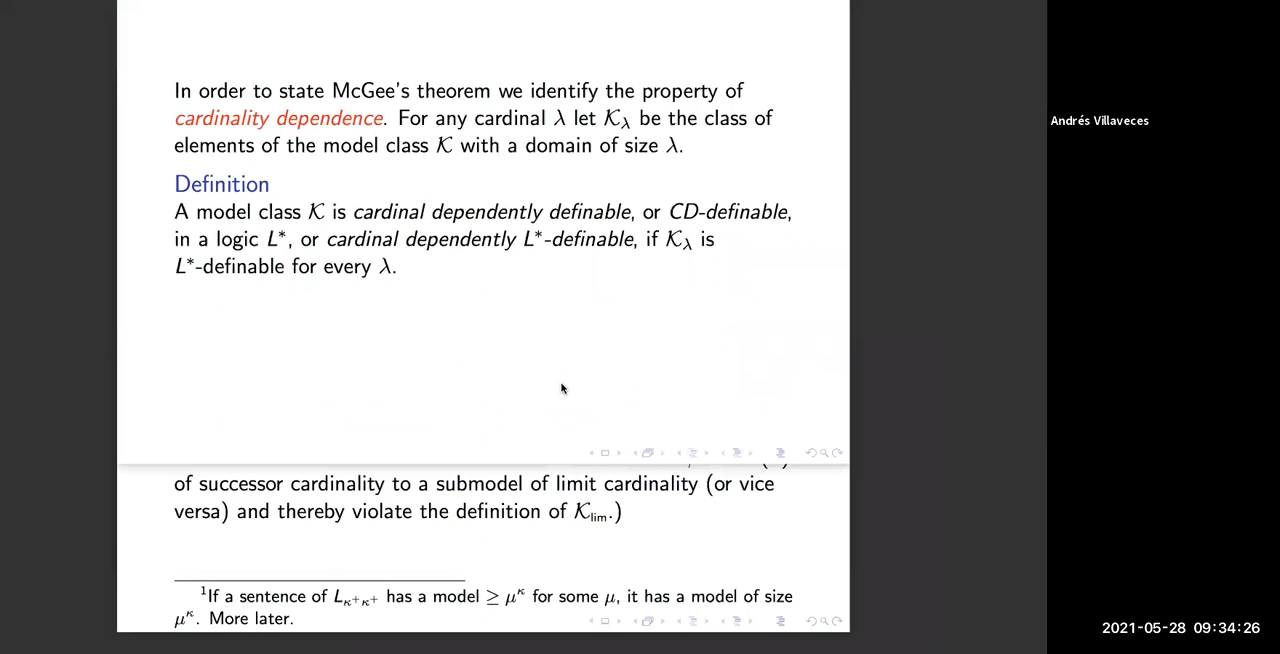 In order to state McGee's theorem we identify the property of
cardinality dependence. For any cardinal λ let 𝒦λ be the class of
elements of the model class 𝒦 with a domain of size λ.
Definition
A model class 𝒦 is cardinal dependently definable, or CD-definable,
in a logic L*, or cardinal dependently L*-definable, if 𝒦λ is
L*-definable for every λ.
of successor cardinality to a submodel of limit cardinality (or vice
versa) and thereby violate the definition of 𝒦lim.)
¹If a sentence of Lκ⁺κ⁺ has a model ≥ μ^κ for some μ, it has a model of size
μ^κ. More later.
Andrés Villaveces
2021-05-28 09:34:26